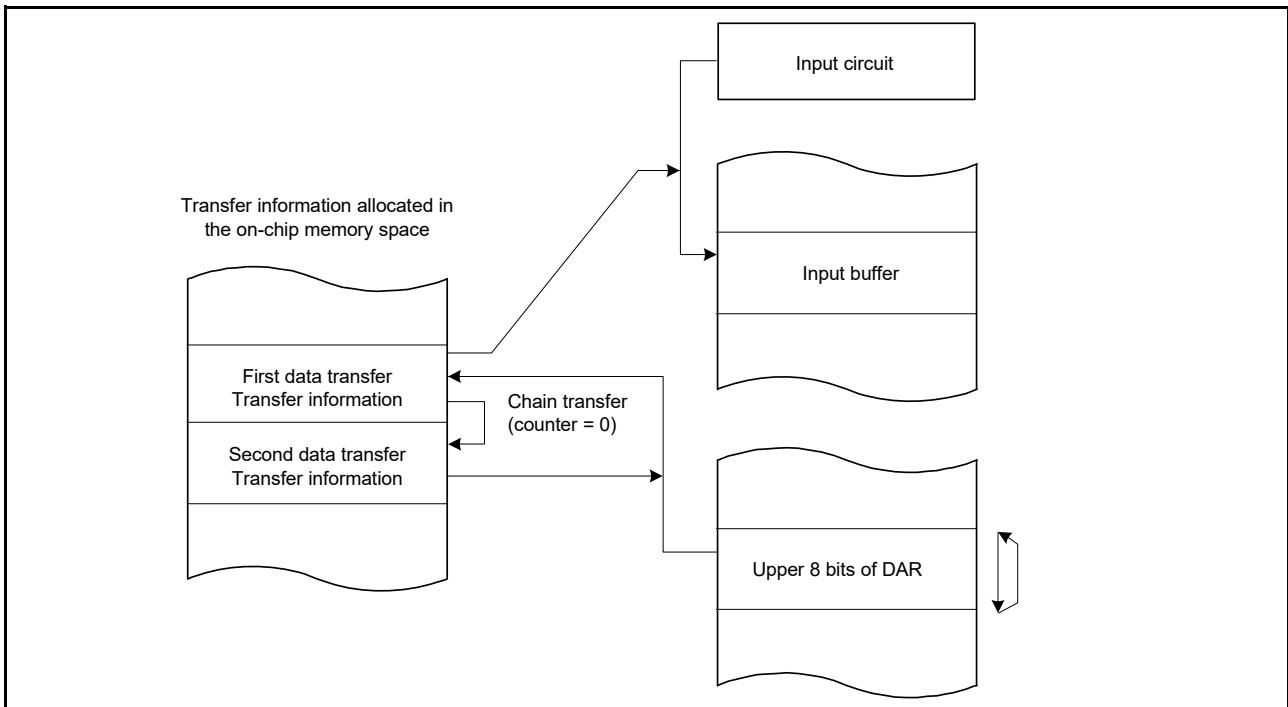 Input circuit
Transfer information allocated in
the on-chip memory space
Input buffer
First data transfer
Transfer information
Chain transfer
(counter = 0)
Second data transfer
Transfer information
Upper 8 bits of DAR